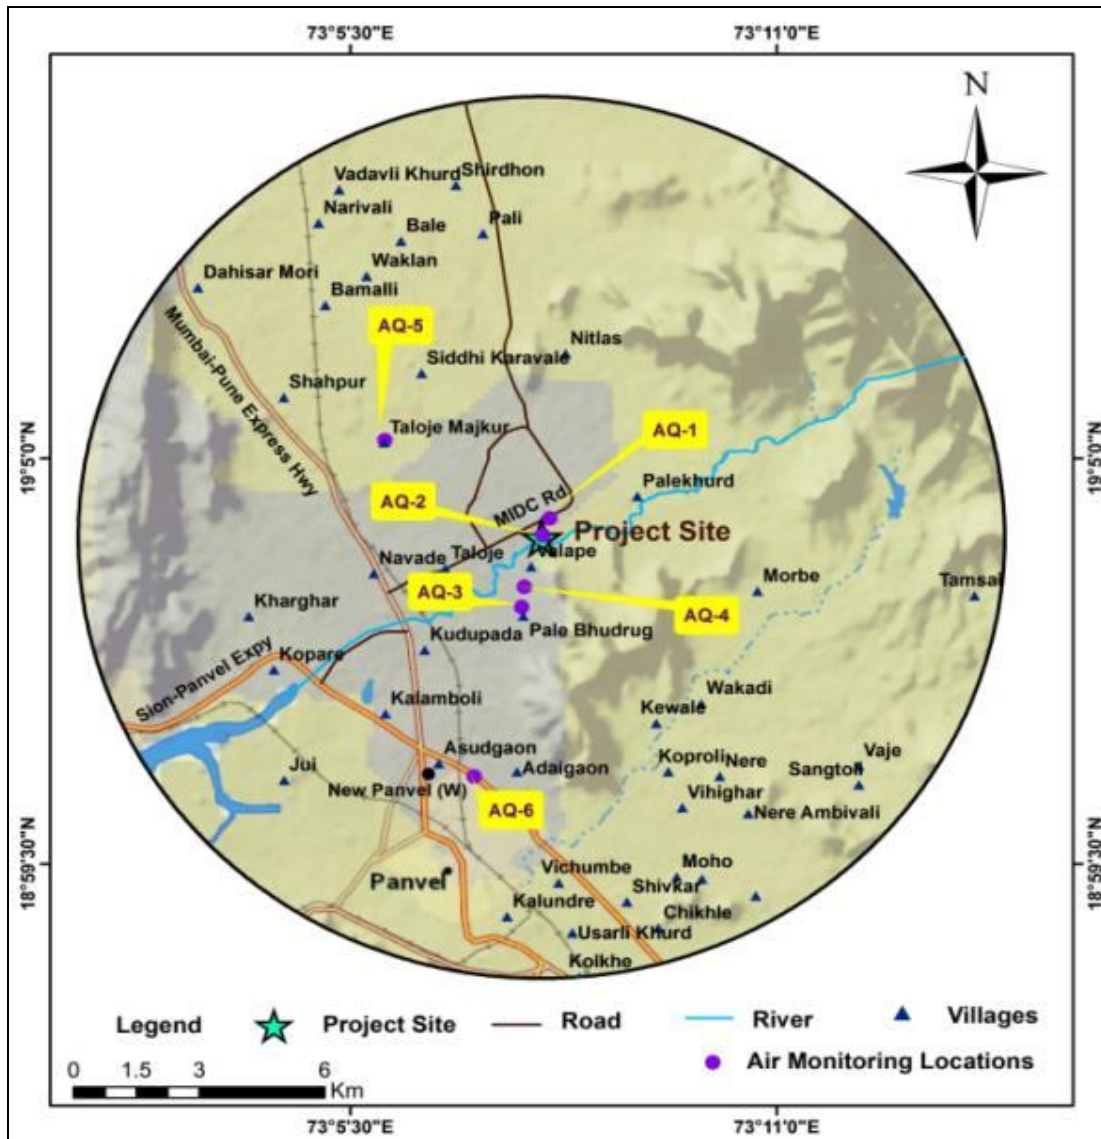 73°5'30"E
73°11'0"E
N
Vadavli Khurd
Shirdhon
Narivali
Bale
Pali
Waklan
Dahisar Mori
Bamalli
Mumbai-Pune Express Hwy
AQ-5
Nitlas
Siddhi Karavale
Shahpur
Taloje Majkur
AQ-1
19°5'0"N
19°5'0"N
AQ-2
MIDC Rd
Palekhurd
Project Site
Navade
Taloje
Valape
AQ-3
Morbe
Tamsai
Kharghar
AQ-4
Pale Bhudrug
Kudupada
Kopare
Sion-Panvel Expy
Wakadi
Kalamboli
Kewale
Asudgaon
Adaigaon
Koproli
Nere
Vaje
Sangtoli
Jui
New Panvel (W)
AQ-6
Vihighar
Nere Ambivali
18°59'30"N
18°59'30"N
Panvel
Vichumbe
Moho
Shivkar
Kalundre
Chikhle
Usarli Khurd
Kolkhe
Legend
Project Site
Road
River
Villages
0 1.5 3 6
Km
Air Monitoring Locations
73°5'30"E
73°11'0"E